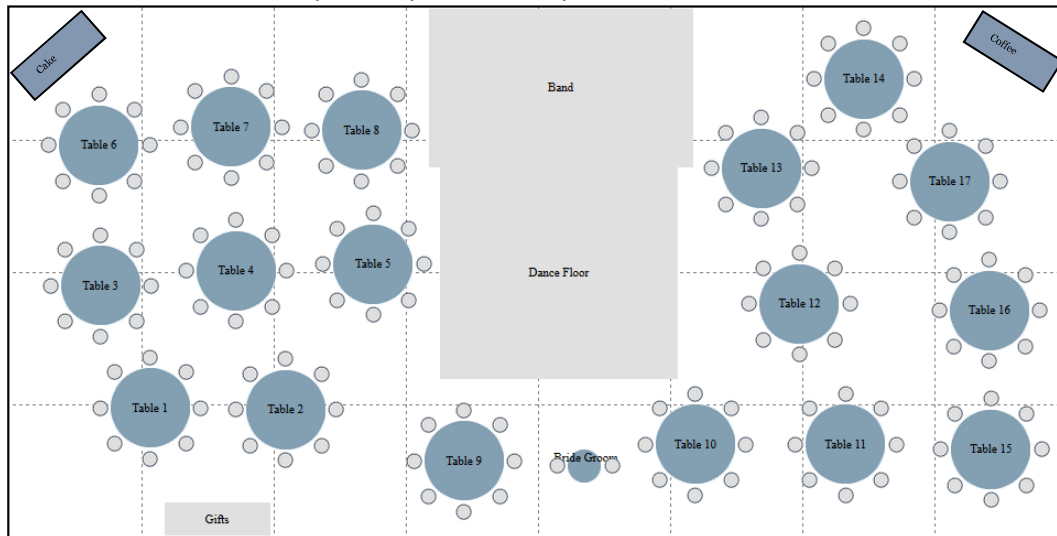 Cake
Band
Coffee
Table 14
Table 7
Table 8
Table 6
Table 13
Table 17
Table 5
Table 4
Dance Floor
Table 3
Table 12
Table 16
Table 1
Table 2
Table 10
Table 11
Table 15
Bride Groom
Table 9
Gifts